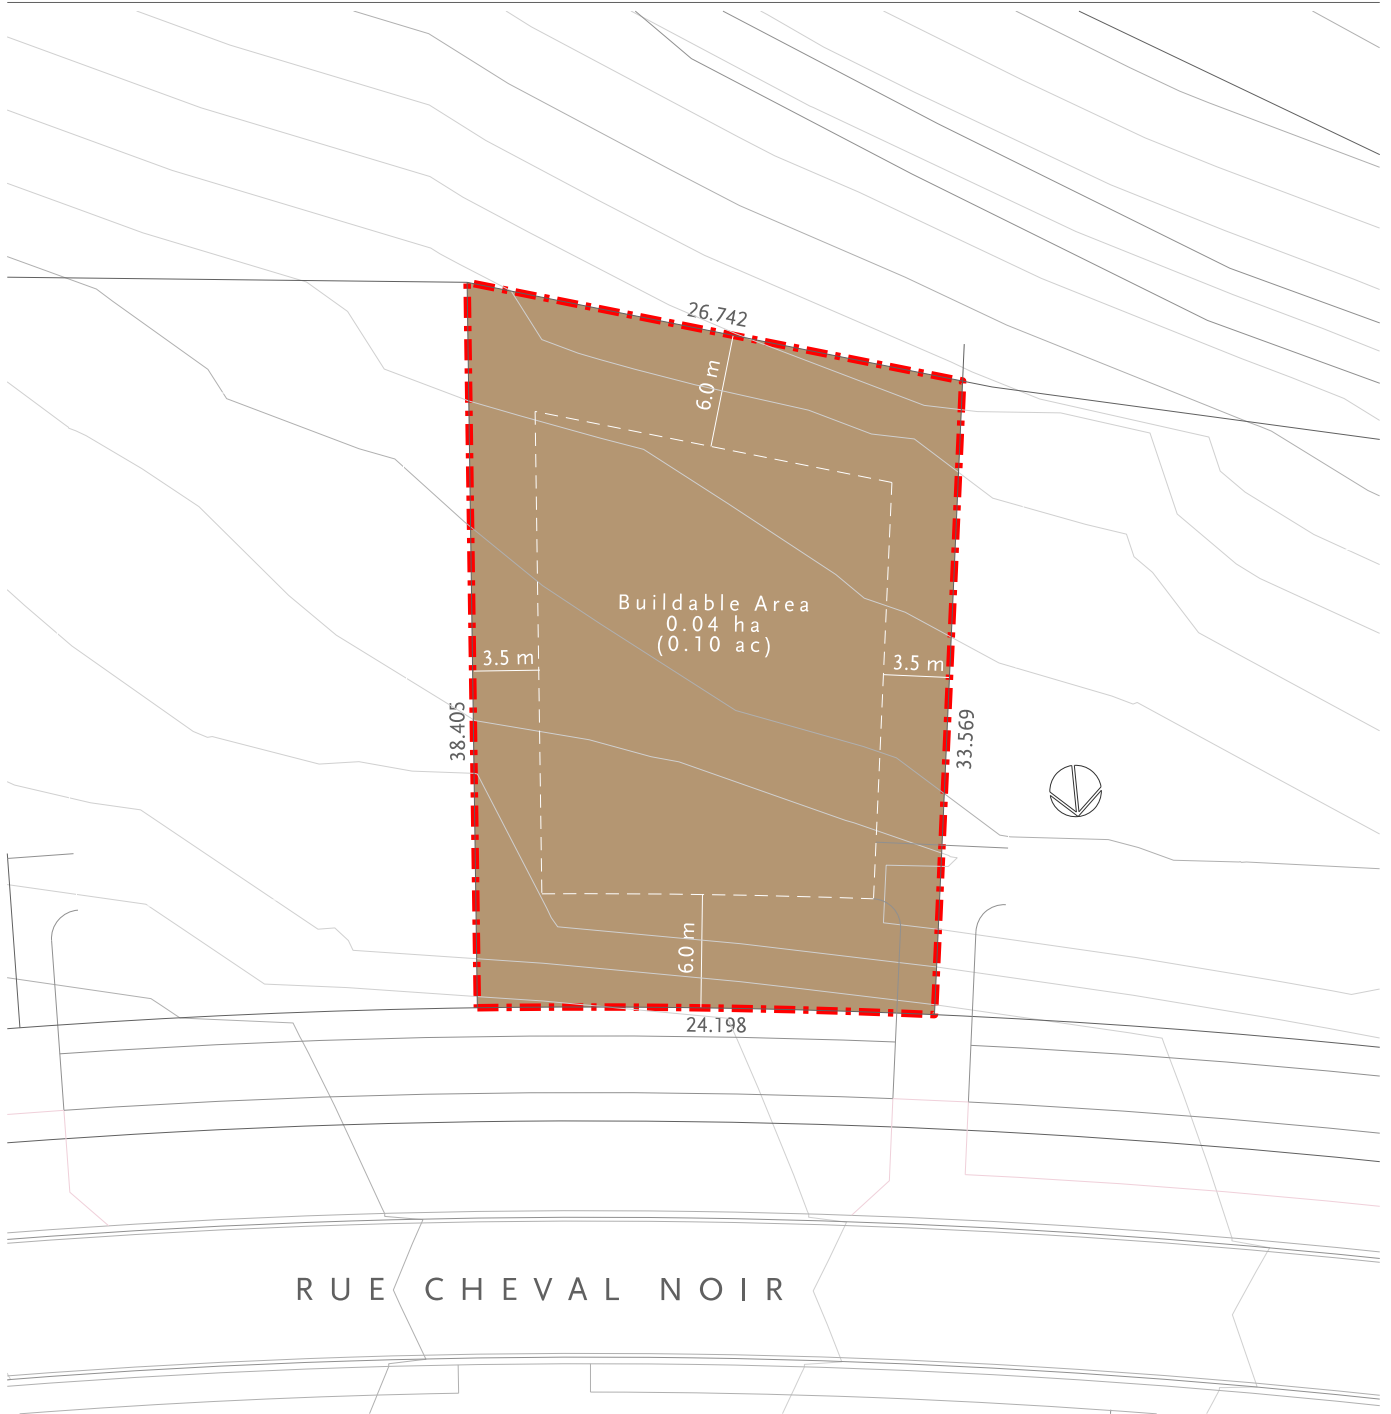 26.742
6.0 m
Buildable Area
0.04 ha
(0.10 ac)
3.5 m
3.5 m
38.405
33.569
6.0 m
24.198
RUE CHEVAL NOIR